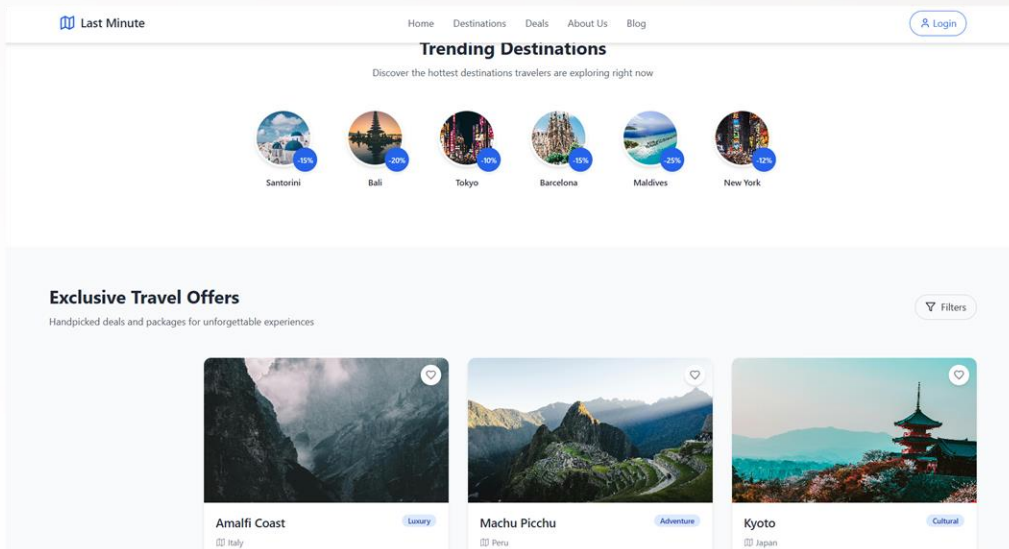 Last Minute
Home Destinations Deals About Us Blog
Login
Trending Destinations
Discover the hottest destinations travelers are exploring right now
-15% -20% -10% -15% -25% -12%
Santorini Bali Tokyo Barcelona Maldives New York
Exclusive Travel Offers
Handpicked deals and packages for unforgettable experiences
Filters
Amalfi Coast Luxury
Italy
Machu Picchu Adventure
Peru
Kyoto Cultural
Japan